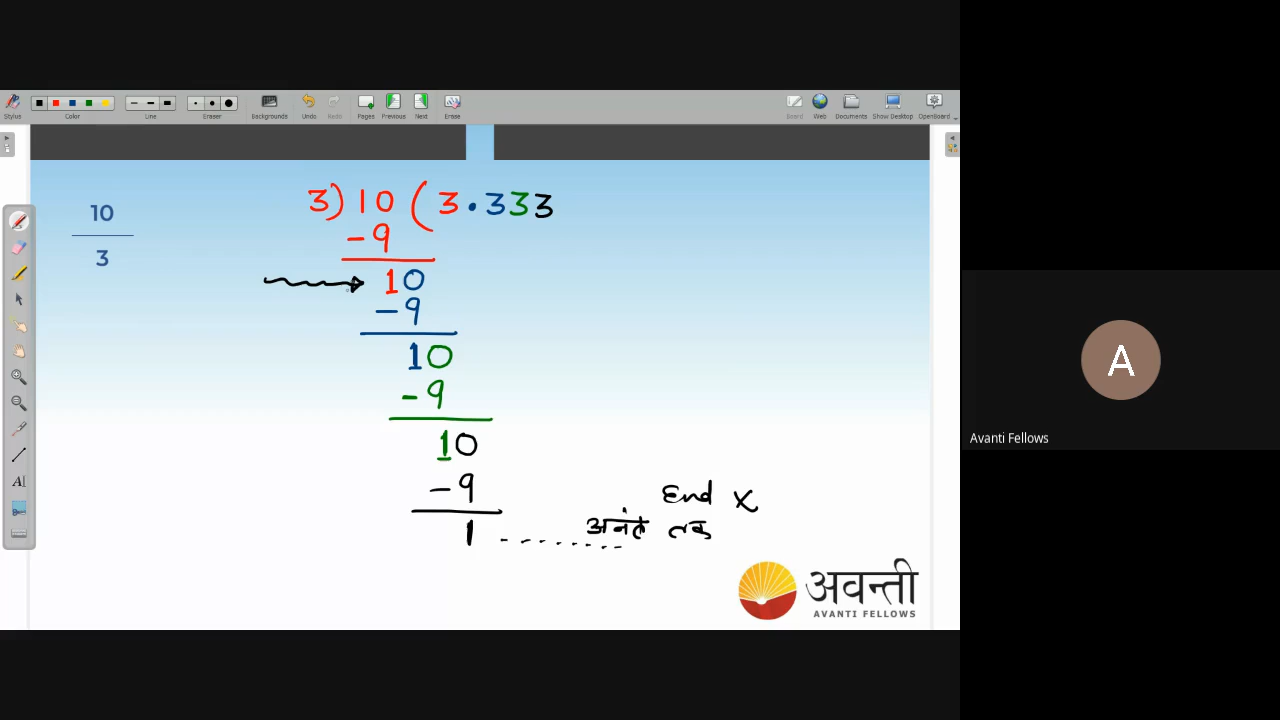 Stylus Color Line Eraser Backgrounds Undo Redo Pages Previous Next Erase Board Web Documents Show Desktop OpenBoard
10
3
3) 10 ( 3.333
-9
10
-9
10
-9
10
-9
1 ........
End x
अनंत तक
अवन्ती
AVANTI FELLOWS
A
Avanti Fellows